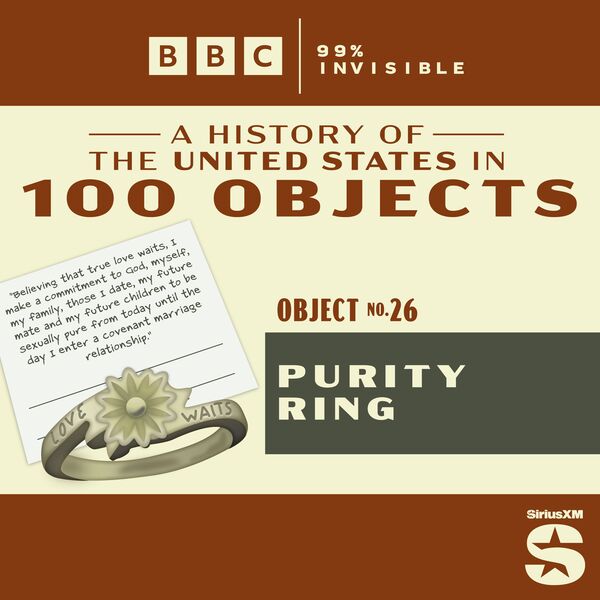 BBC
99%
INVISIBLE
A HISTORY OF
THE UNITED STATES IN
100 OBJECTS
"Believing that true love waits, I
make a commitment to God, myself,
my family, those I date, my future
mate and my future children to be
sexually pure from today until the
day I enter a covenant marriage
relationship."
LOVE WAITS
OBJECT NO.26
PURITY
RING
SiriusXM
S